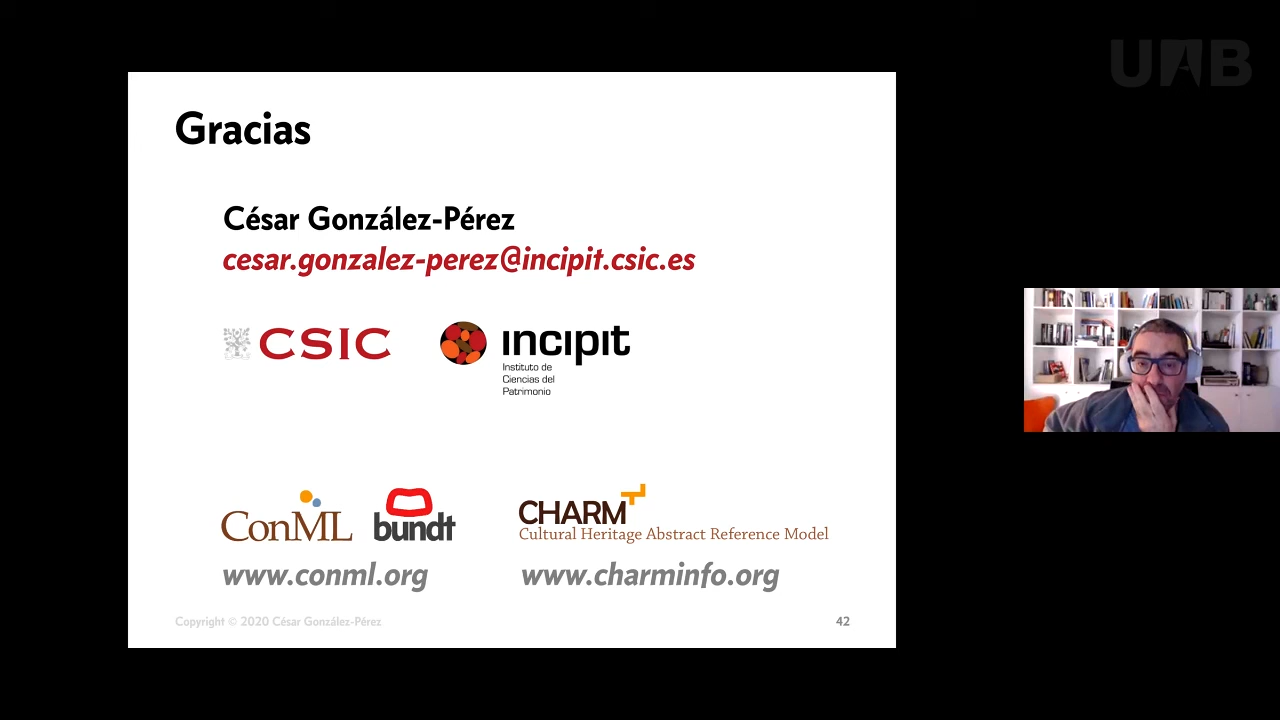 UAB
Gracias
César González-Pérez
cesar.gonzalez-perez@incipit.csic.es
CSIC
incipit
Instituto de
Ciencias del
Patrimonio
ConML
bundt
CHARM
Cultural Heritage Abstract Reference Model
www.conml.org
www.charminfo.org
Copyright © 2020 César González-Pérez
42